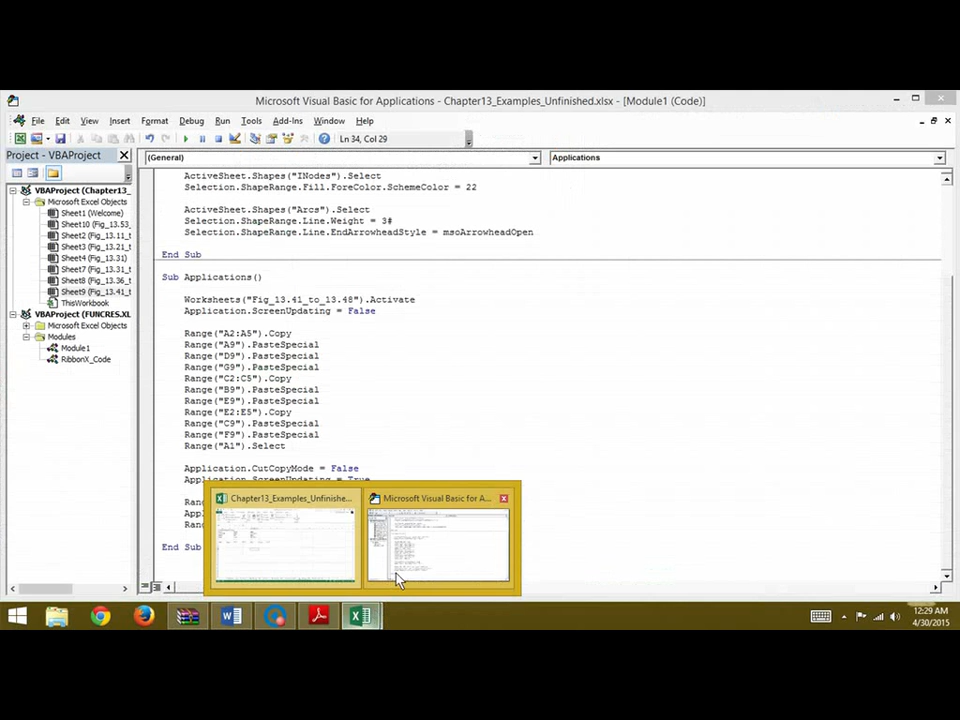 Microsoft Visual Basic for Applications - Chapter13_Examples_Unfinished.xlsx - [Module1 (Code)]
File Edit View Insert Format Debug Run Tools Add-Ins Window Help
Ln 34, Col 29
Project - VBAProject
(General)
Applications
VBAProject (Chapter13_
Microsoft Excel Objects
Sheet1 (Welcome)
Sheet10 (Fig_13.53_
Sheet2 (Fig_13.11_t
Sheet3 (Fig_13.21_t
Sheet4 (Fig_13.31)
Sheet7 (Fig_13.31_t
Sheet8 (Fig_13.36_t
Sheet9 (Fig_13.41_t
ThisWorkbook
VBAProject (FUNCRES.XL
Microsoft Excel Objects
Modules
Module1
RibbonX_Code
ActiveSheet.Shapes("INodes").Select
Selection.ShapeRange.Fill.ForeColor.SchemeColor = 22
ActiveSheet.Shapes("Arcs").Select
Selection.ShapeRange.Line.Weight = 3#
Selection.ShapeRange.Line.EndArrowheadStyle = msoArrowheadOpen
End Sub
Sub Applications()
Worksheets("Fig_13.41_to_13.48").Activate
Application.ScreenUpdating = False
Range("A2:A5").Copy
Range("A9").PasteSpecial
Range("D9").PasteSpecial
Range("G9").PasteSpecial
Range("C2:C5").Copy
Range("B9").PasteSpecial
Range("E9").PasteSpecial
Range("E2:E5").Copy
Range("C9").PasteSpecial
Range("F9").PasteSpecial
Range("A1").Select
Application.CutCopyMode = False
Application.ScreenUpdating = True
Rang
App
Rang
End Sub
Chapter13_Examples_Unfinishe...
Microsoft Visual Basic for A...
12:29 AM
4/30/2015